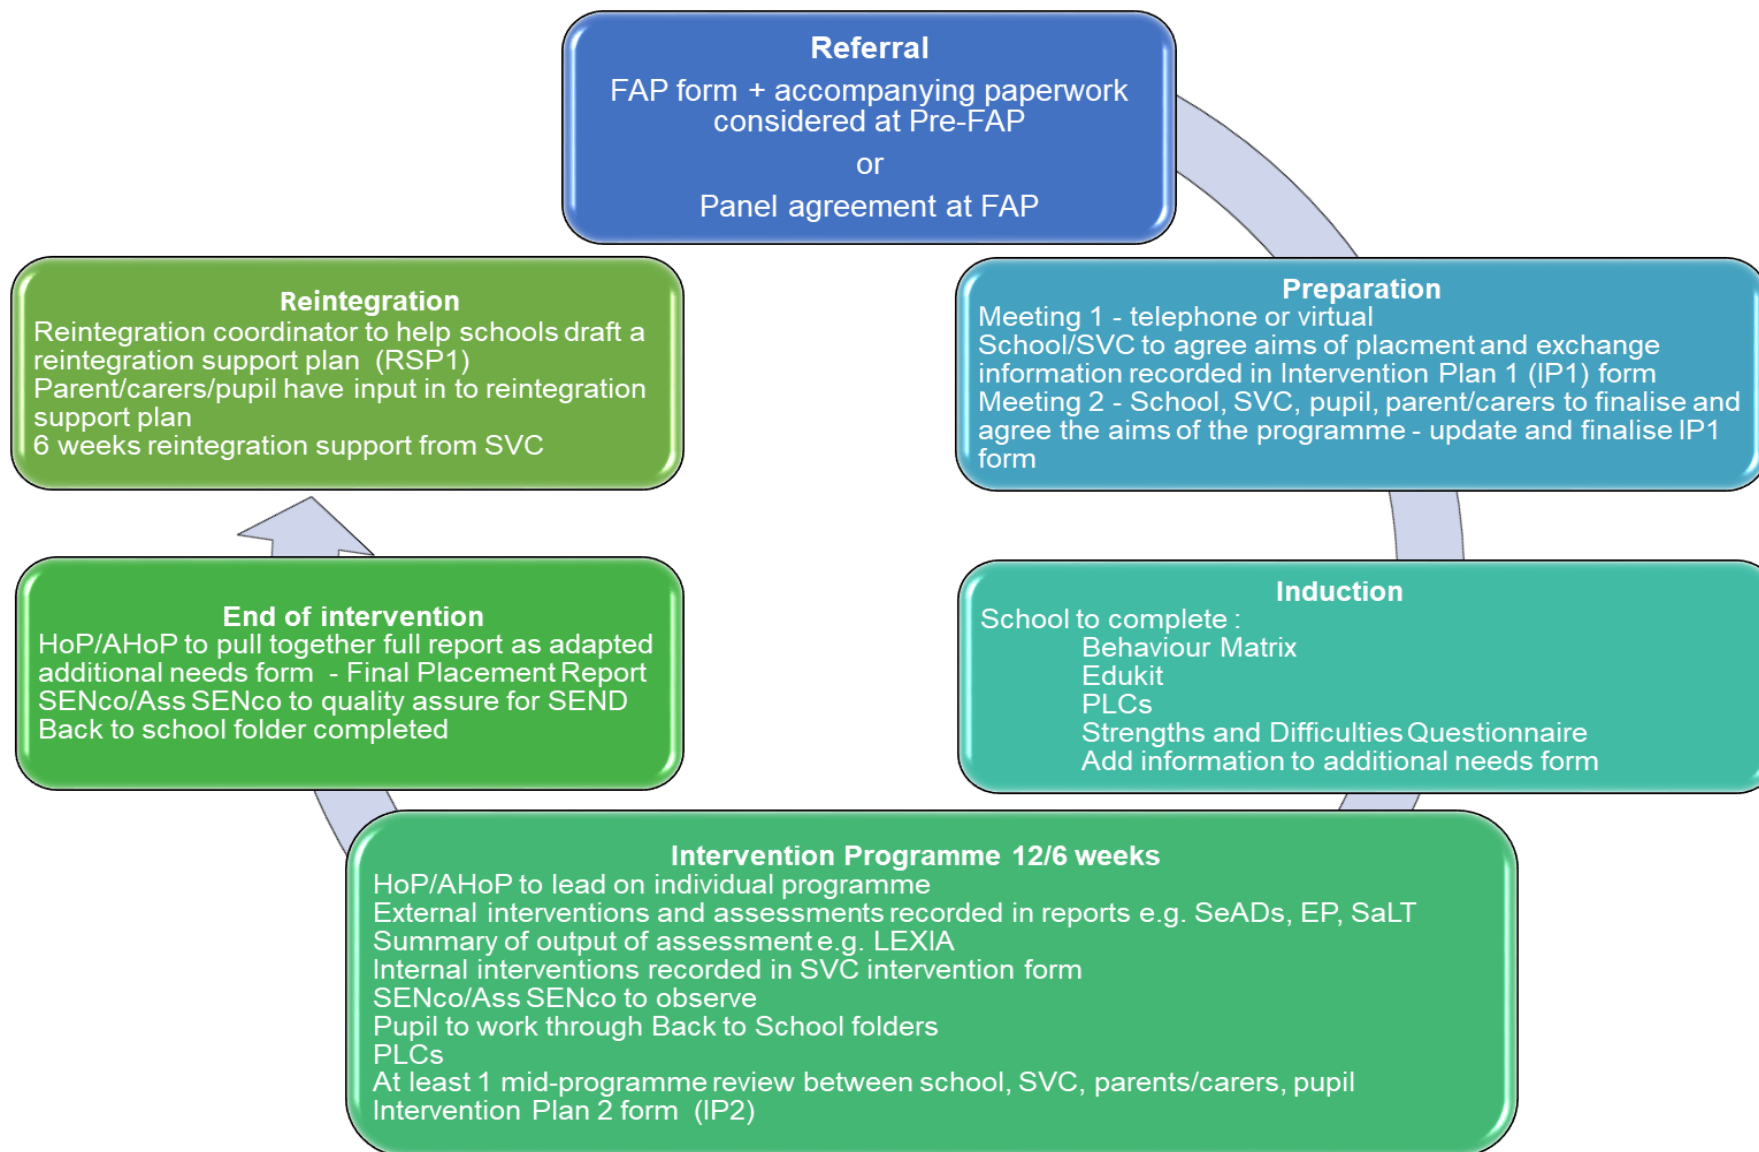 Referral
FAP form + accompanying paperwork
considered at Pre-FAP
or
Panel agreement at FAP
Preparation
Meeting 1 - telephone or virtual
School/SVC to agree aims of placment and exchange
information recorded in Intervention Plan 1 (IP1) form
Meeting 2 - School, SVC, pupil, parent/carers to finalise and
agree the aims of the programme - update and finalise IP1
form
Induction
School to complete :
Behaviour Matrix
Edukit
PLCs
Strengths and Difficulties Questionnaire
Add information to additional needs form
Intervention Programme 12/6 weeks
HoP/AHoP to lead on individual programme
External interventions and assessments recorded in reports e.g. SeADs, EP, SaLT
Summary of output of assessment e.g. LEXIA
Internal interventions recorded in SVC intervention form
SENco/Ass SENco to observe
Pupil to work through Back to School folders
PLCs
At least 1 mid-programme review between school, SVC, parents/carers, pupil
Intervention Plan 2 form (IP2)
End of intervention
HoP/AHoP to pull together full report as adapted
additional needs form - Final Placement Report
SENco/Ass SENco to quality assure for SEND
Back to school folder completed
Reintegration
Reintegration coordinator to help schools draft a
reintegration support plan (RSP1)
Parent/carers/pupil have input in to reintegration
support plan
6 weeks reintegration support from SVC